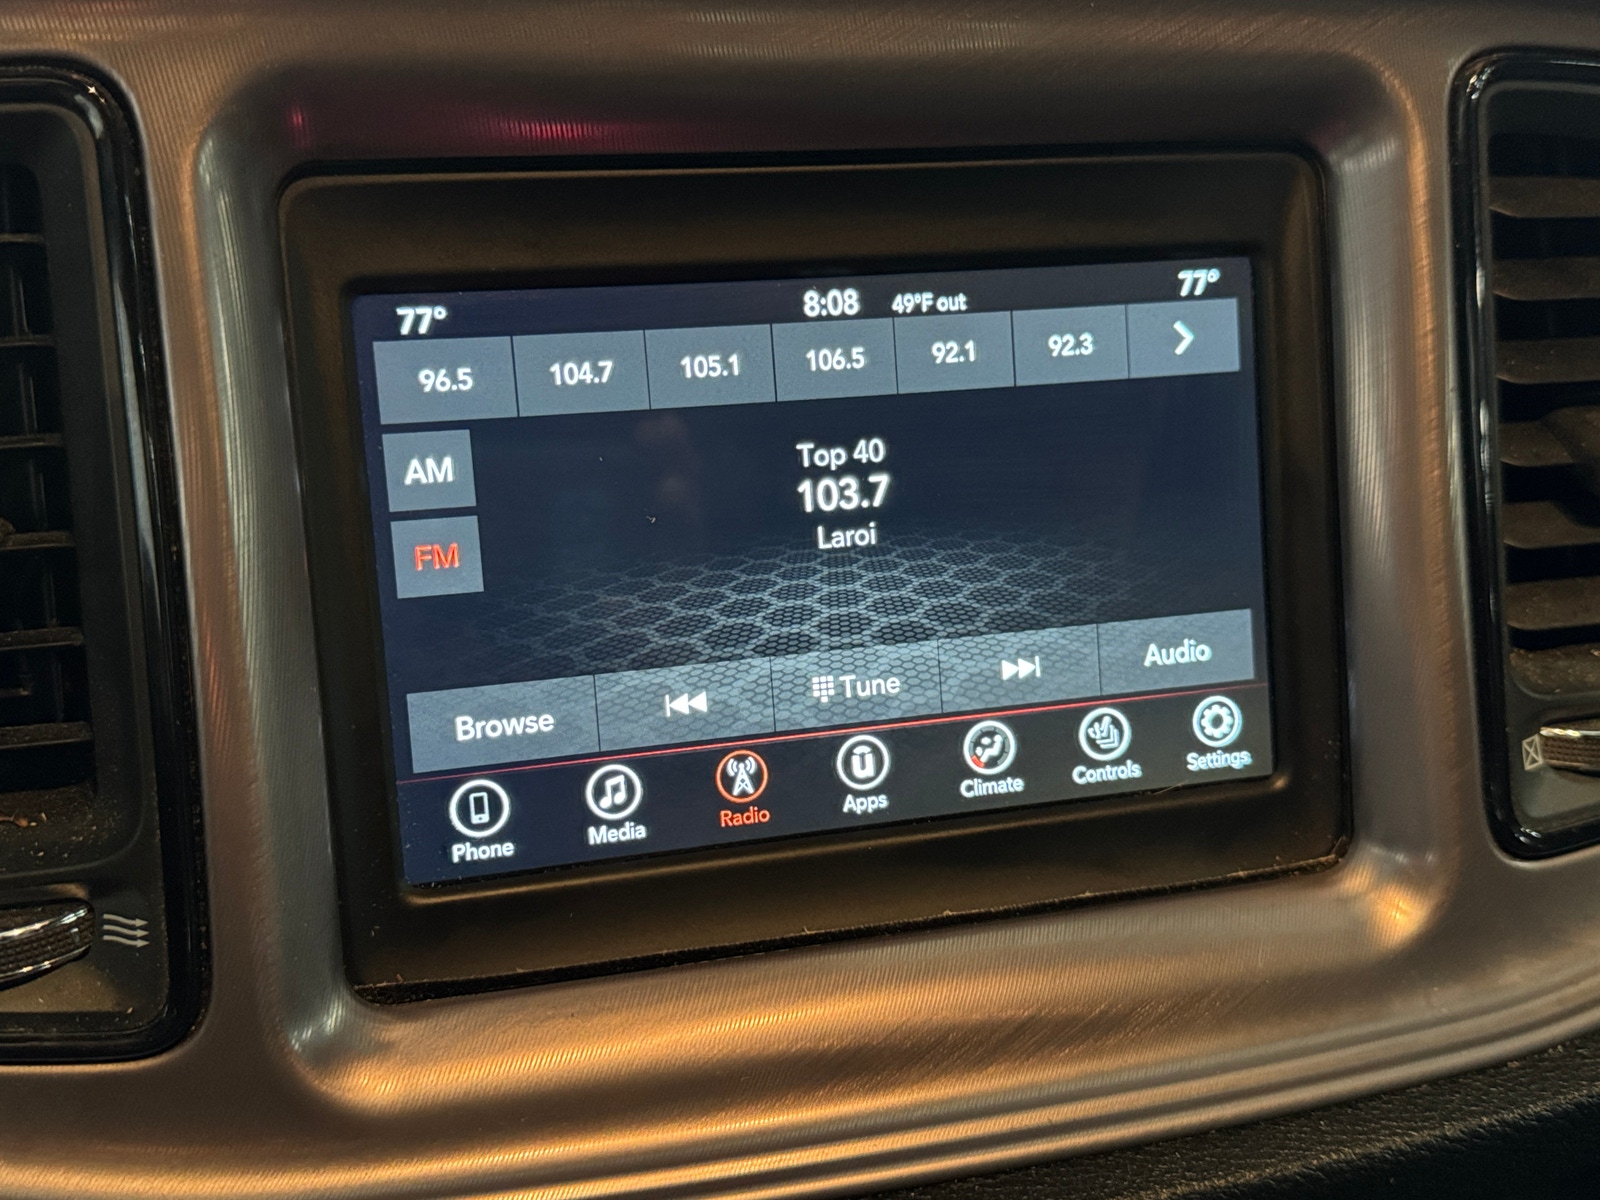 77° 8:08 49°F out 77°
96.5 104.7 105.1 106.5 92.1 92.3
AM
FM
Top 40
103.7
Laroi
Browse Tune Audio
Phone Media Radio Apps Climate Controls Settings